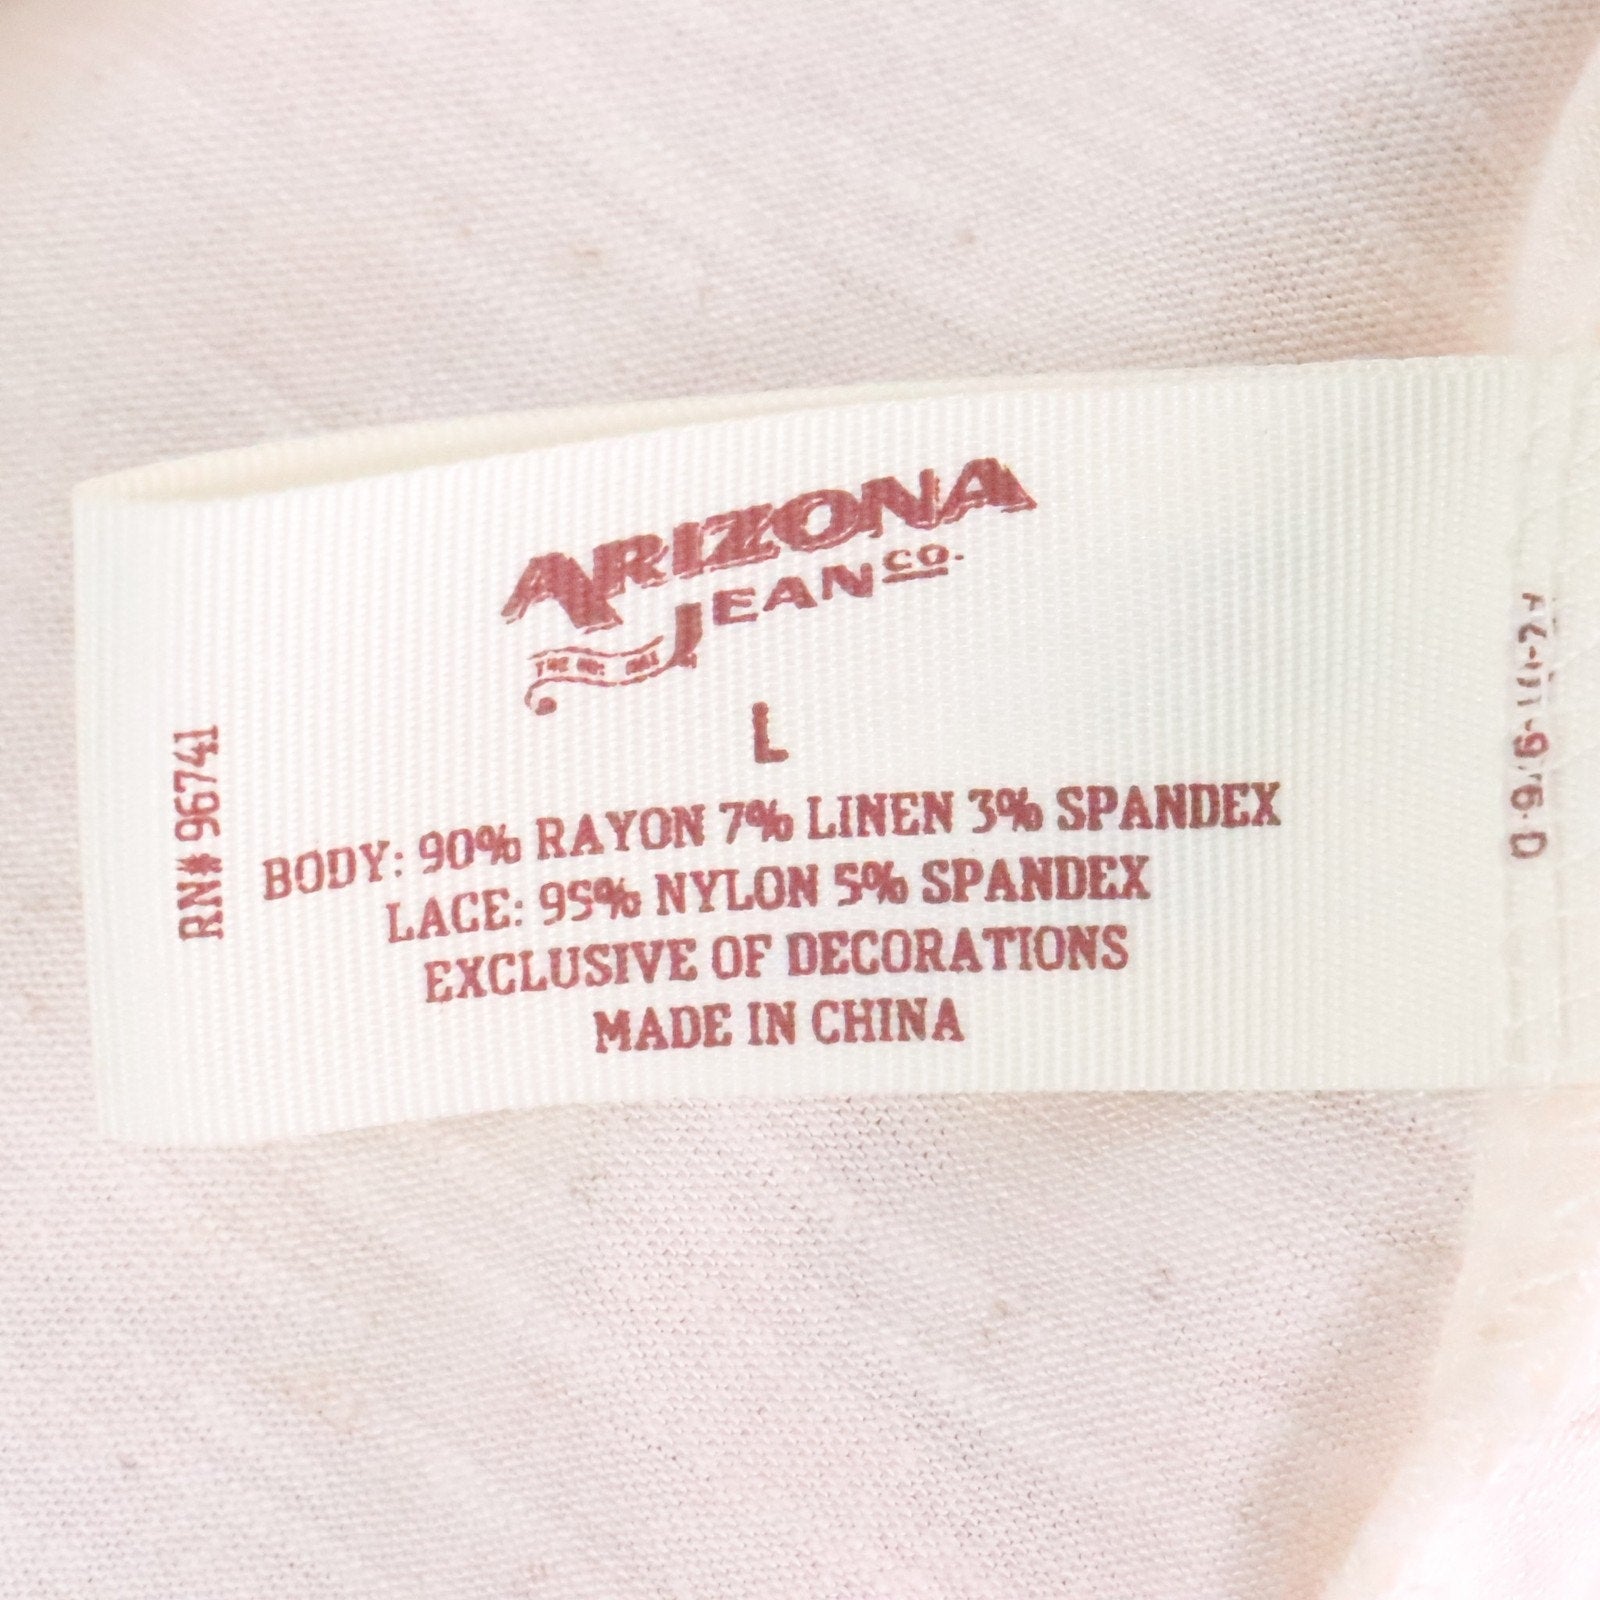 ARIZONA
JEAN CO.
L
BODY: 90% RAYON 7% LINEN 3% SPANDEX
LACE: 95% NYLON 5% SPANDEX
EXCLUSIVE OF DECORATIONS
MADE IN CHINA
RN# 96741